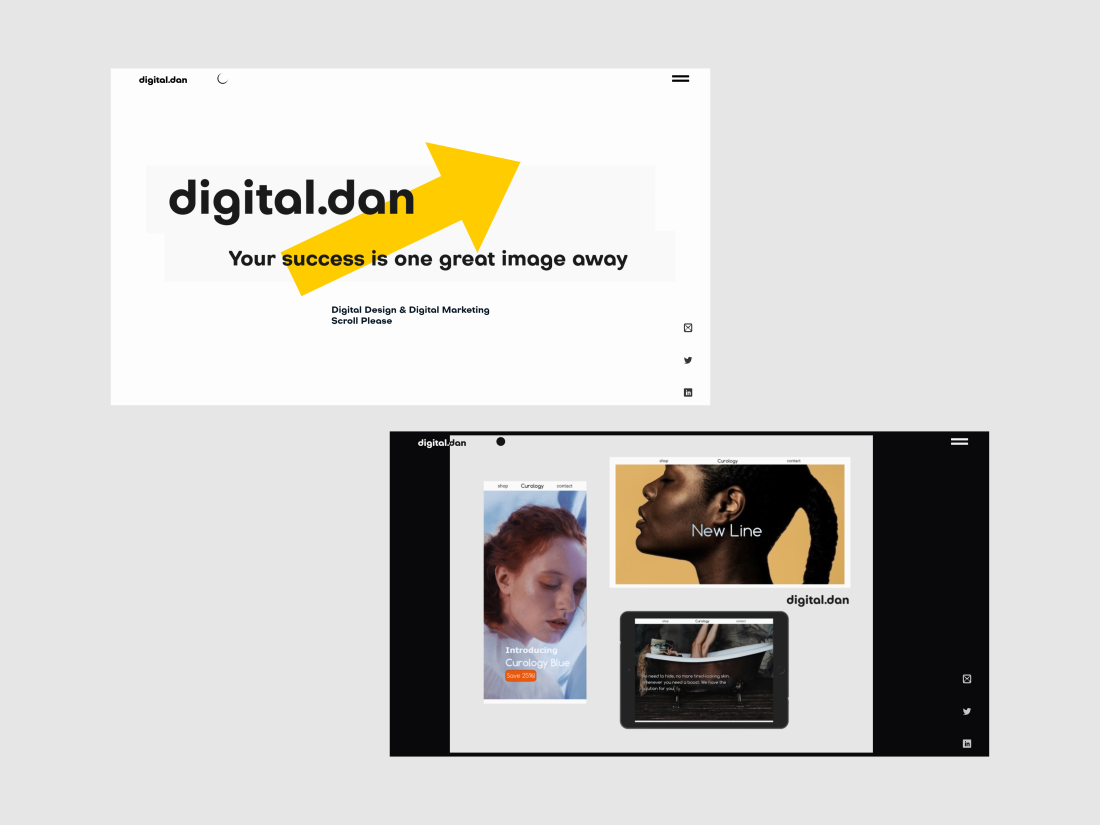 digital.dan
digital.dan
Your success is one great image away
Digital Design & Digital Marketing
Scroll Please
digital.dan
shop Curology contact
Introducing
Curology Blue
Save 25%!
shop Curology contact
New Line
digital.dan
shop Curology contact
No need to hide, no more tired-looking skin,
whenever you need a boost. We have the
solution for you.